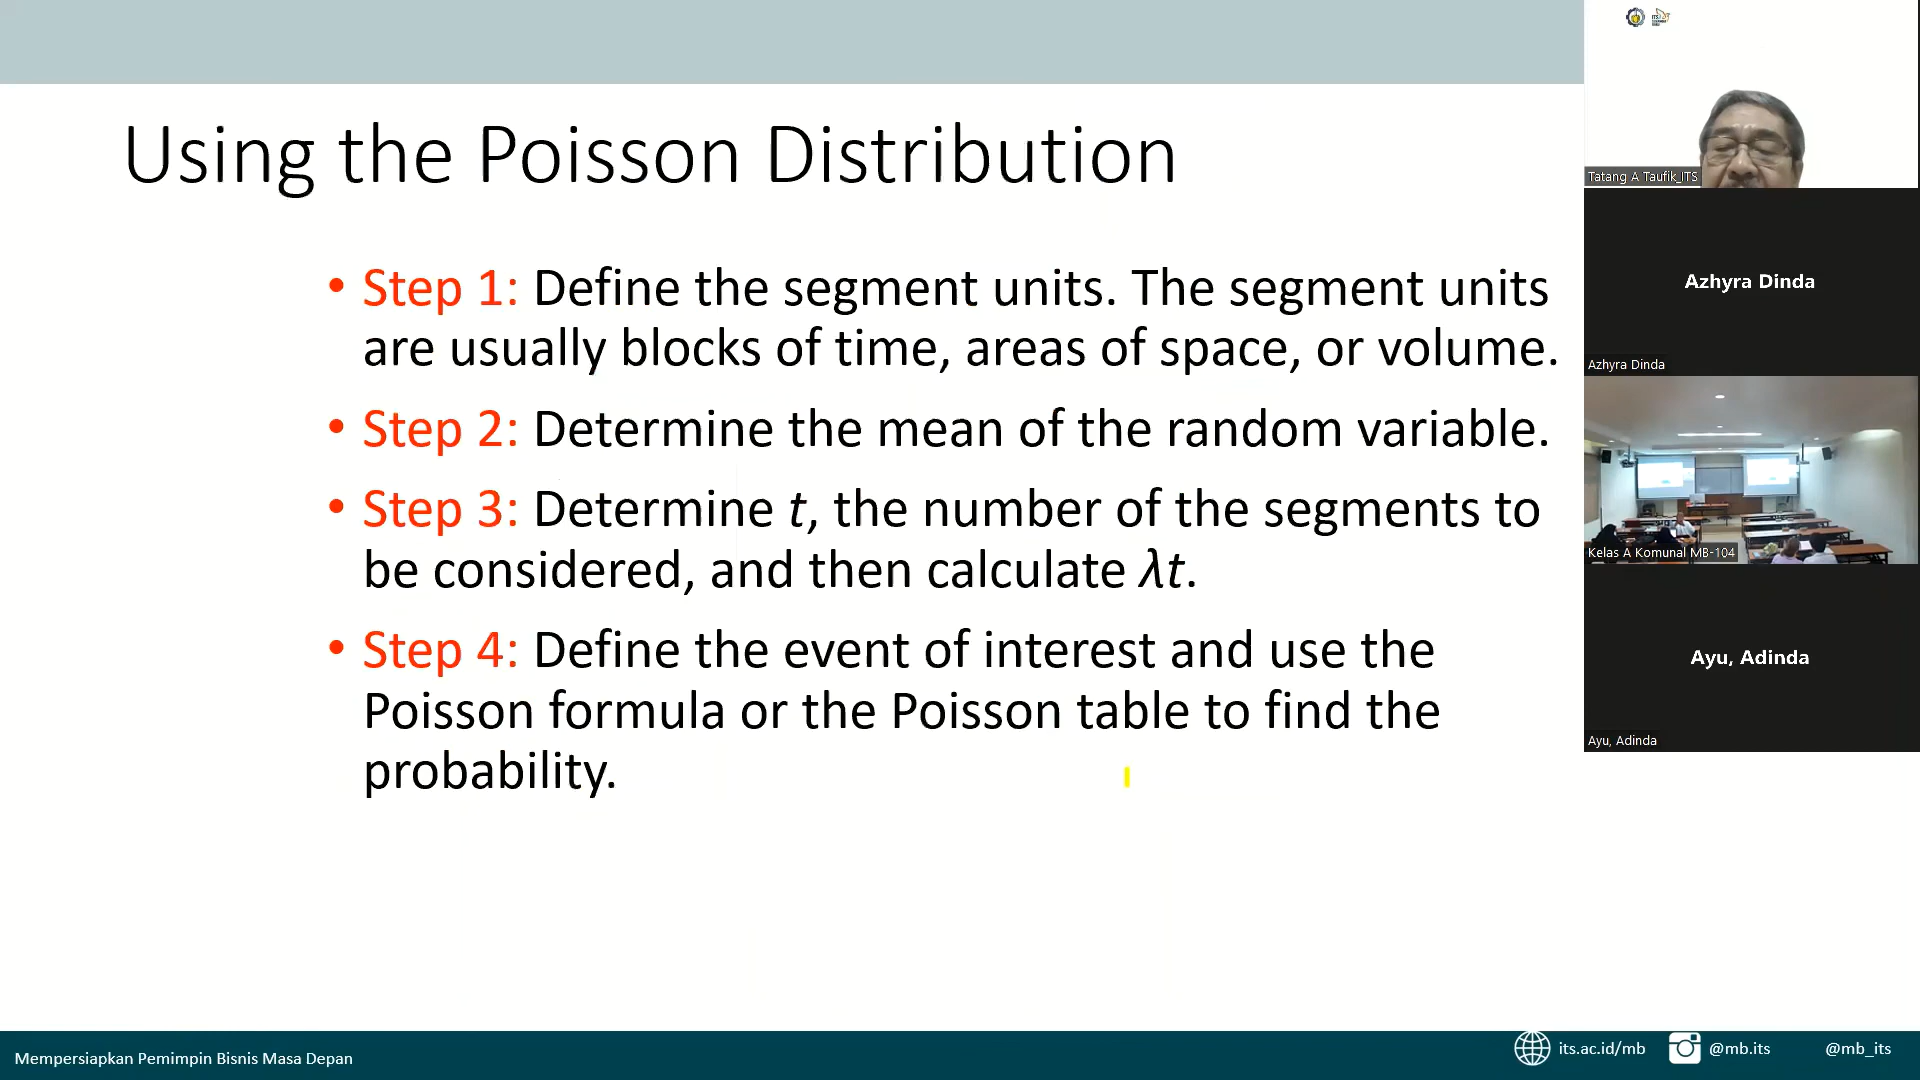 Using the Poisson Distribution
• Step 1: Define the segment units. The segment units
are usually blocks of time, areas of space, or volume.
• Step 2: Determine the mean of the random variable.
• Step 3: Determine t, the number of the segments to
be considered, and then calculate λt.
• Step 4: Define the event of interest and use the
Poisson formula or the Poisson table to find the
probability.
Tatang A Taufik_ITS
Azhyra Dinda
Azhyra Dinda
Kelas A Komunal MB-104
Ayu, Adinda
Ayu, Adinda
Mempersiapkan Pemimpin Bisnis Masa Depan
its.ac.id/mb
@mb.its
@mb_its